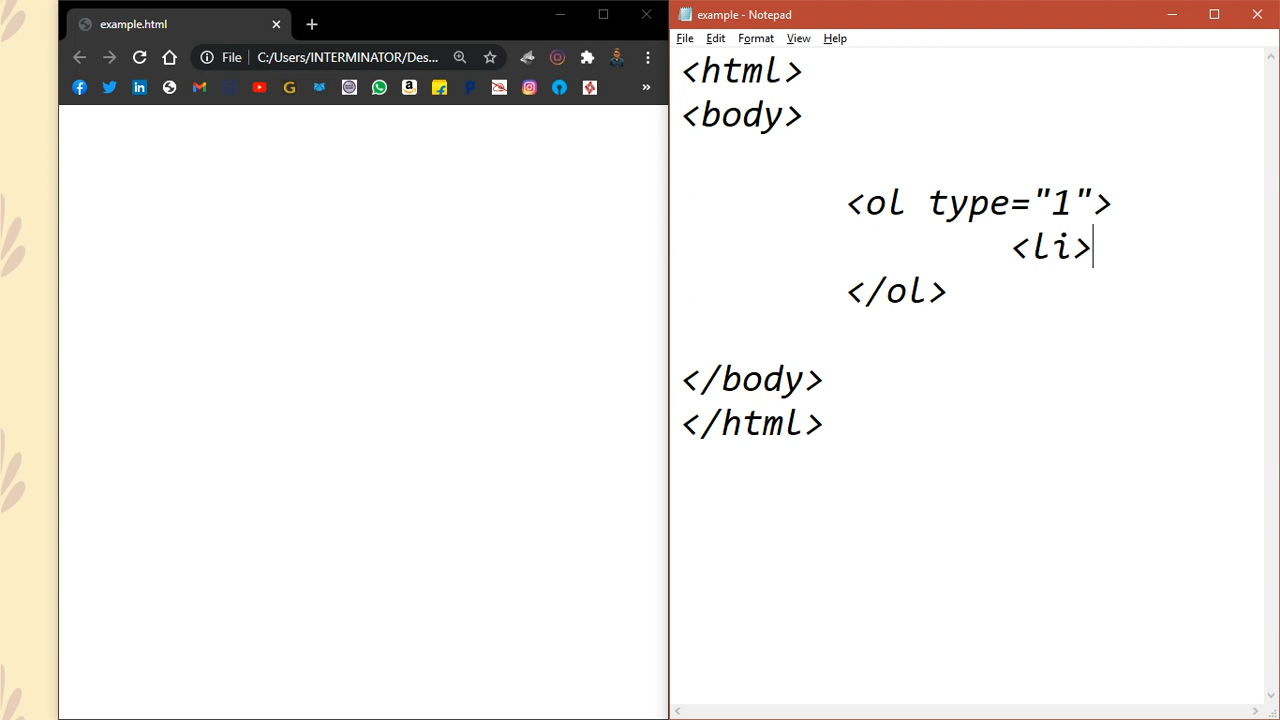 example.html
File
C:/Users/INTERMINATOR/Des...
example - Notepad
File Edit Format View Help
<html>
<body>
<ol type="1">
<li>
</ol>
</body>
</html>